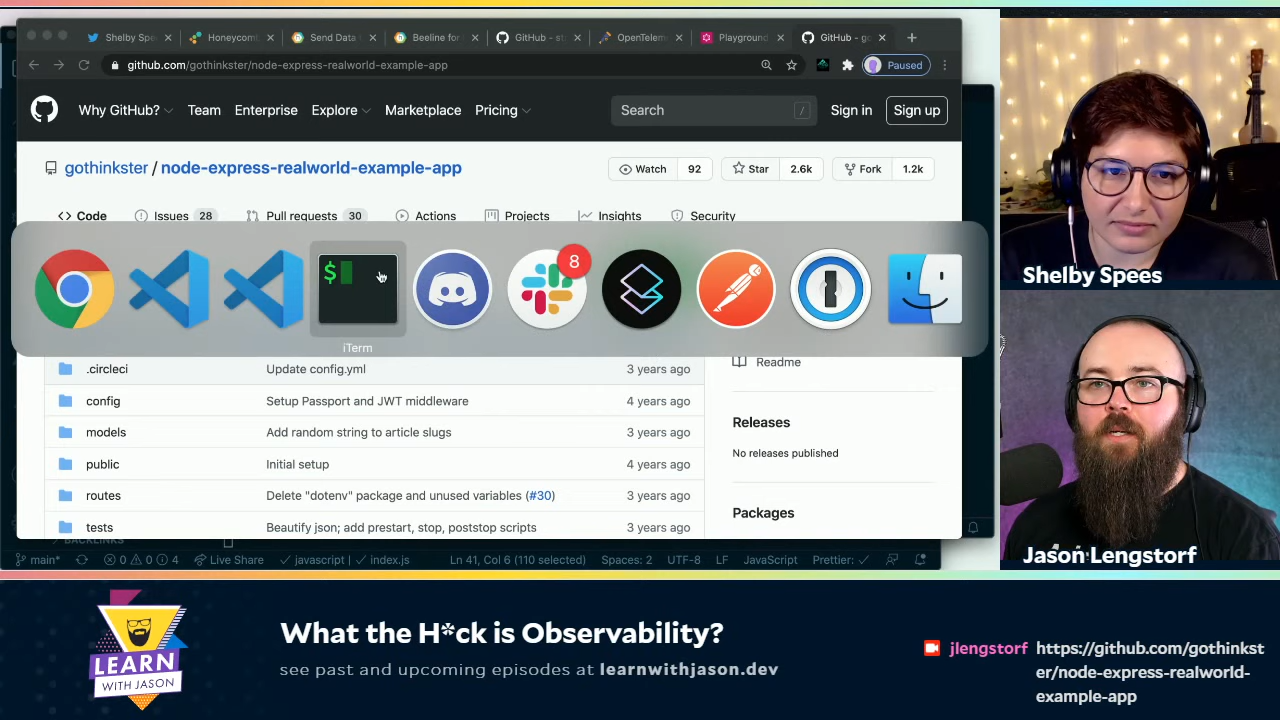 Shelby Spe
Honeycomb
Send Data
Beeline for
GitHub - s
OpenTelem
Playground
GitHub - go
github.com/gothinkster/node-express-realworld-example-app
Paused
Why GitHub?
Team
Enterprise
Explore
Marketplace
Pricing
Search
/
Sign in
Sign up
gothinkster / node-express-realworld-example-app
Watch 92
Star 2.6k
Fork 1.2k
Code
Issues 28
Pull requests 30
Actions
Projects
Insights
Security
$
8
iTerm
Readme
.circleci Update config.yml 3 years ago
config Setup Passport and JWT middleware 4 years ago
models Add random string to article slugs 3 years ago
public Initial setup 4 years ago
routes Delete "dotenv" package and unused variables (#30) 3 years ago
tests Beautify json; add prestart, stop, poststop scripts 3 years ago
Releases
No releases published
Packages
BACKLINKS
main* 0 0 4 Live Share javascript | index.js Ln 41, Col 6 (110 selected) Spaces: 2 UTF-8 LF JavaScript Prettier:
Shelby Spees
Jason Lengstorf
LEARN
WITH JASON
What the H*ck is Observability?
see past and upcoming episodes at learnwithjason.dev
jlengstorf https://github.com/gothinkst
er/node-express-realworld-
example-app